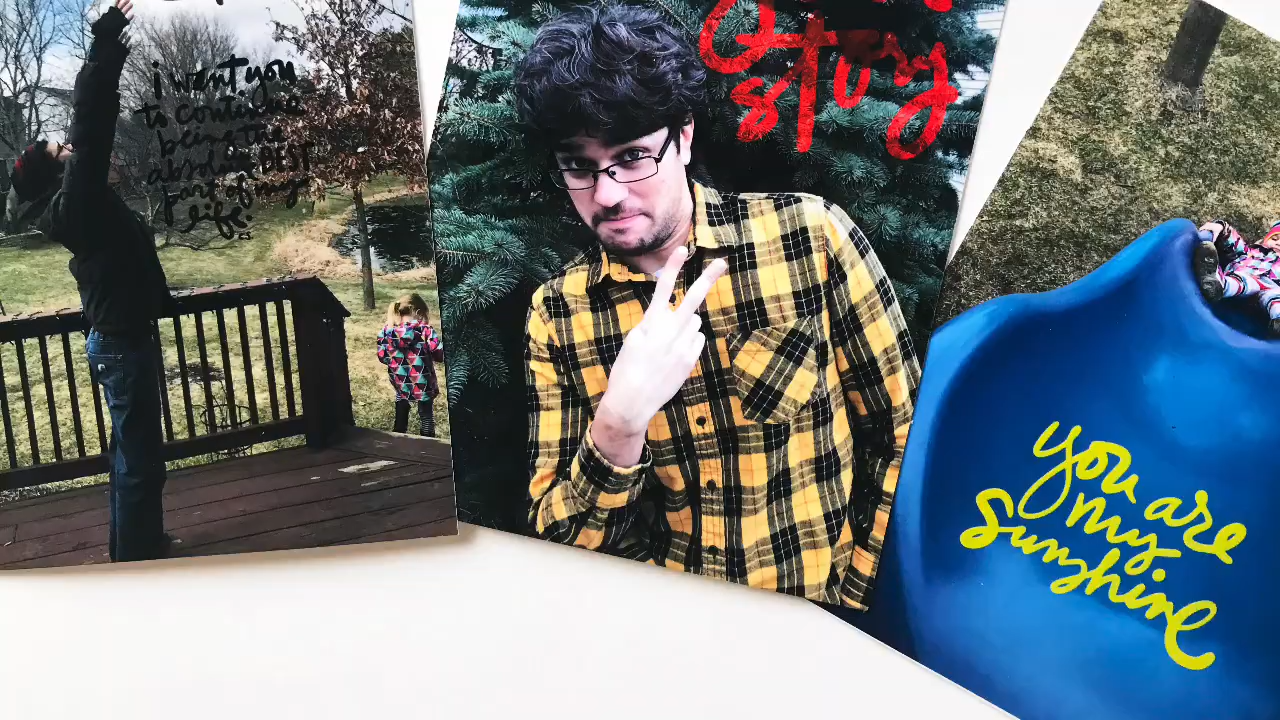 i want you
to continue
being the
absolute BEST
part of my
life.
story
You are
my
Sunshine